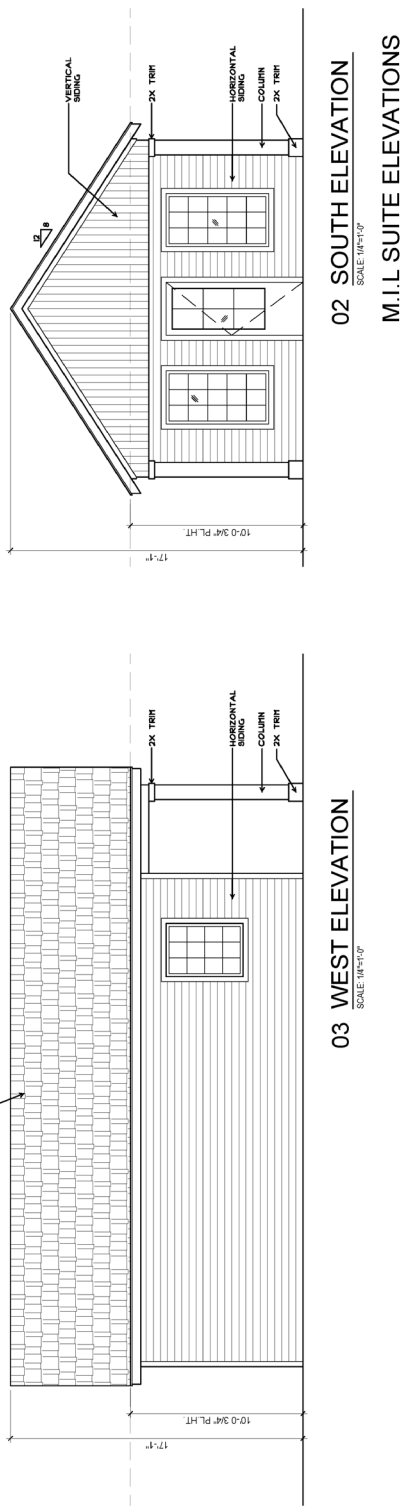 VERTICAL
SIDING
12
8
2X TRIM
HORIZONTAL
SIDING
COLUMN
2X TRIM
17'-1"
10'-0 3/4" PL.HT.
02 SOUTH ELEVATION
SCALE: 1/4"=1'-0"
M.I.L SUITE ELEVATIONS
2X TRIM
HORIZONTAL
SIDING
COLUMN
2X TRIM
17'-1"
10'-0 3/4" PL.HT.
03 WEST ELEVATION
SCALE: 1/4"=1'-0"